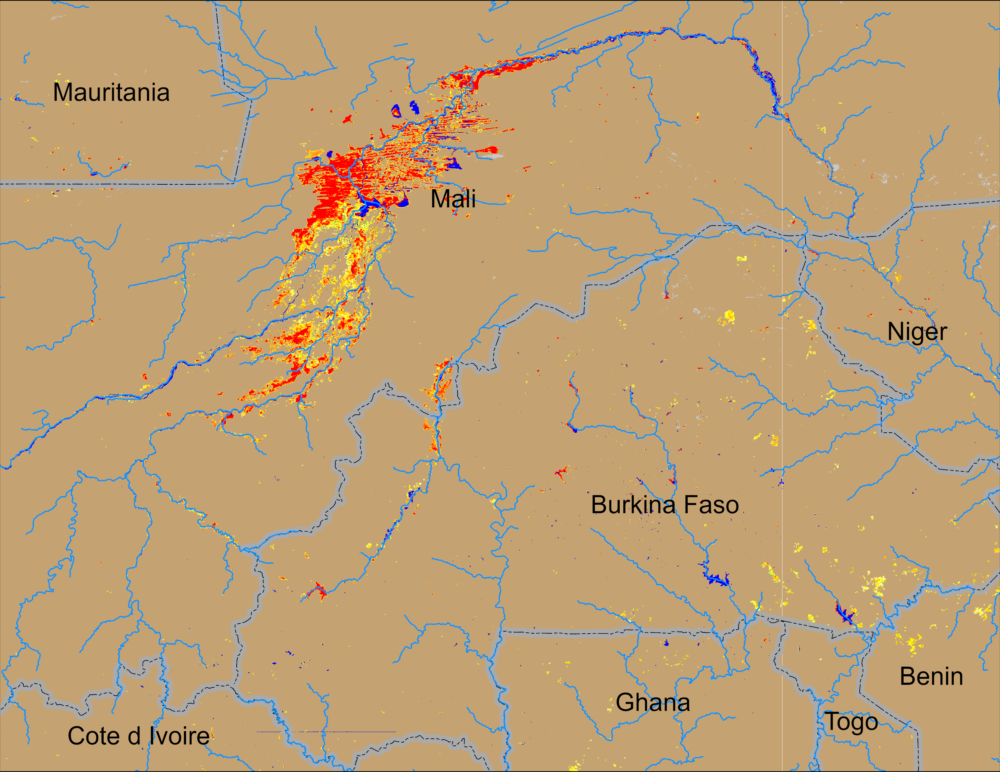 Mauritania
Mali
Niger
Burkina Faso
Benin
Ghana
Togo
Cote d Ivoire